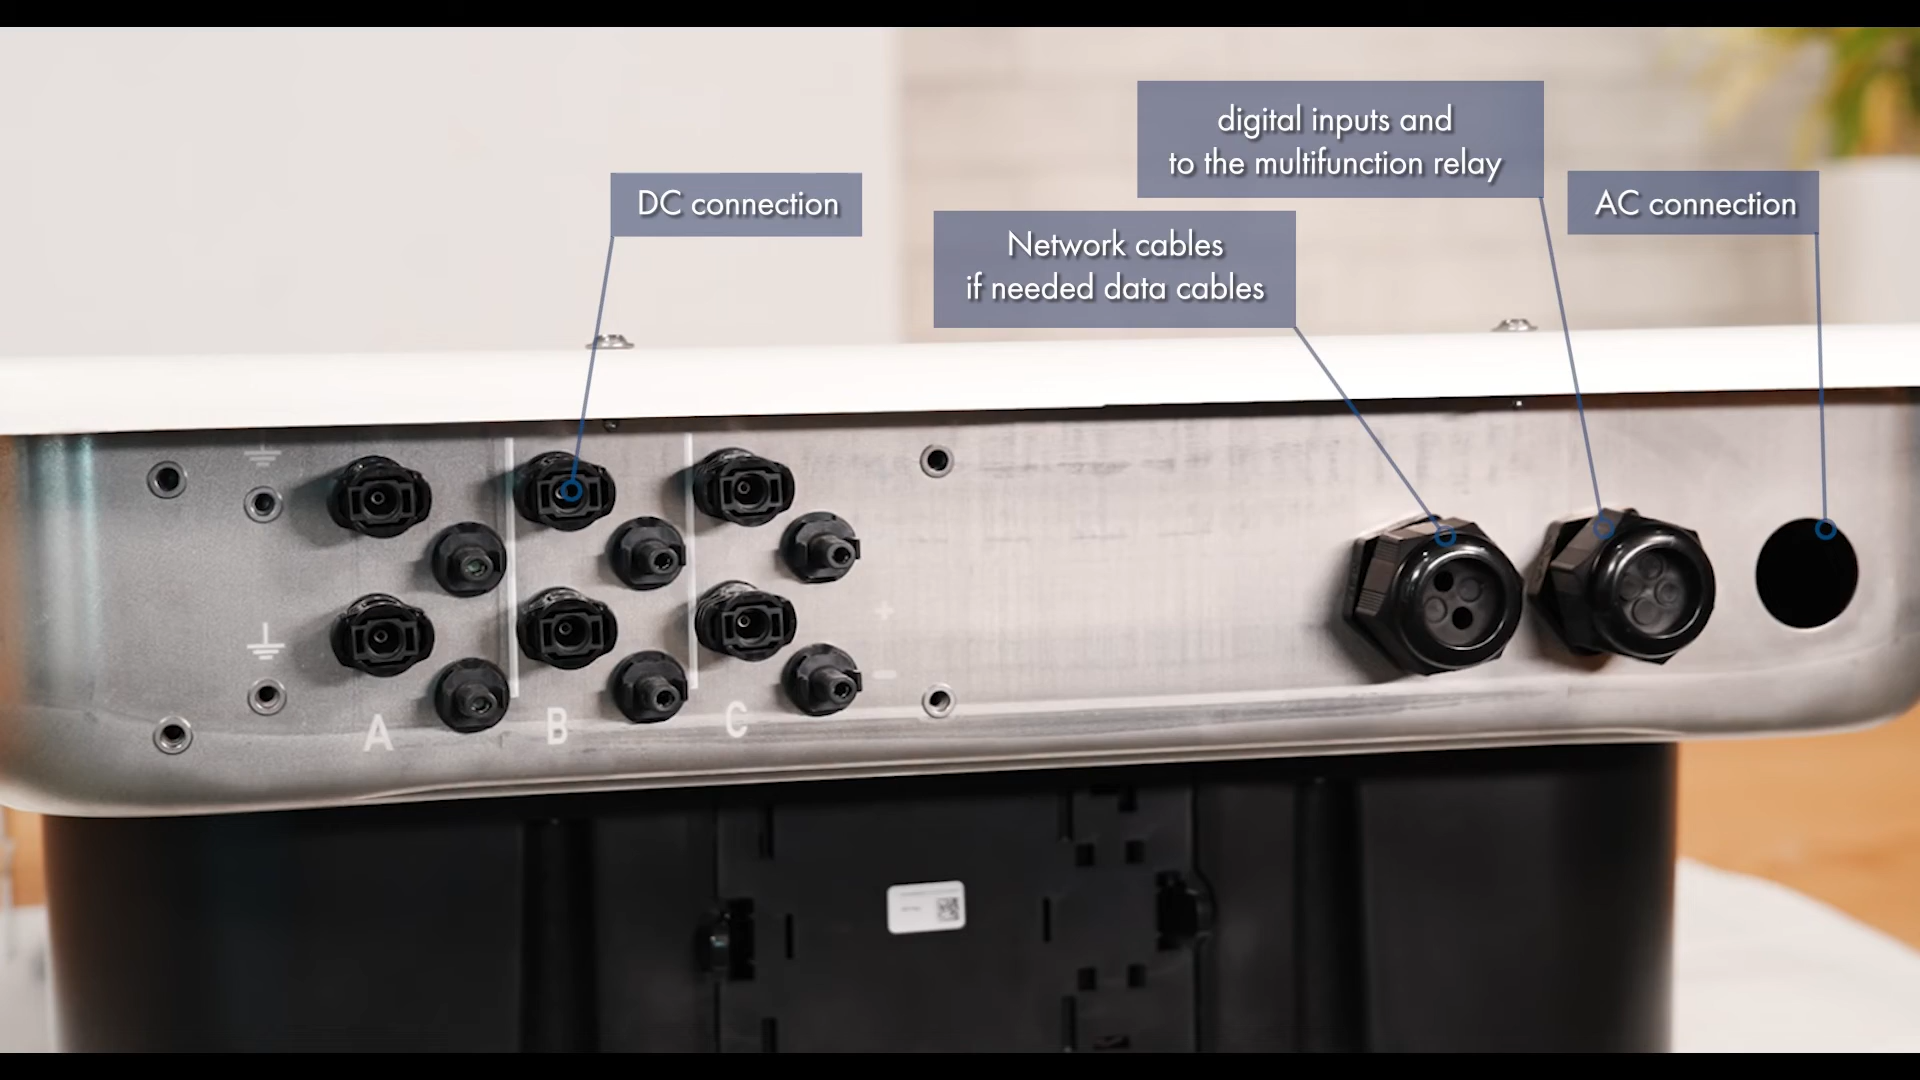 digital inputs and
to the multifunction relay
DC connection
AC connection
Network cables
if needed data cables
+
-
A
B
C